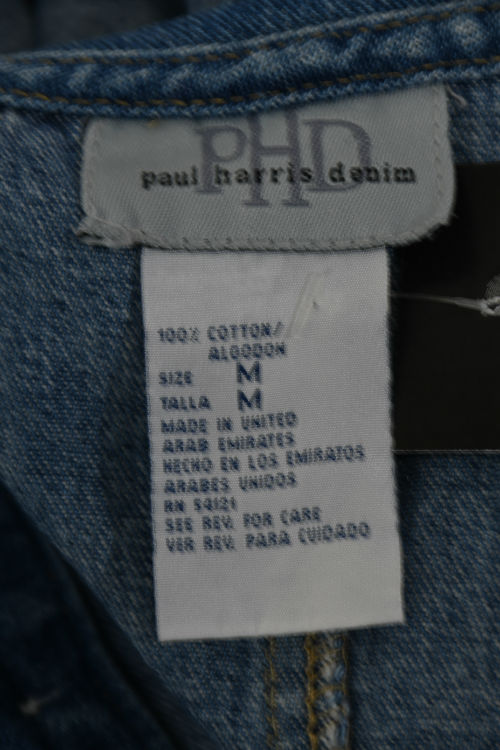 PHD
paul harris denim
100% COTTON/
ALGODON
SIZE M
TALLA M
MADE IN UNITED
ARAB EMIRATES
HECHO EN LOS EMIRATOS
ARABES UNIDOS
RN 54121
SEE REV. FOR CARE
VER REV. PARA CUIDADO